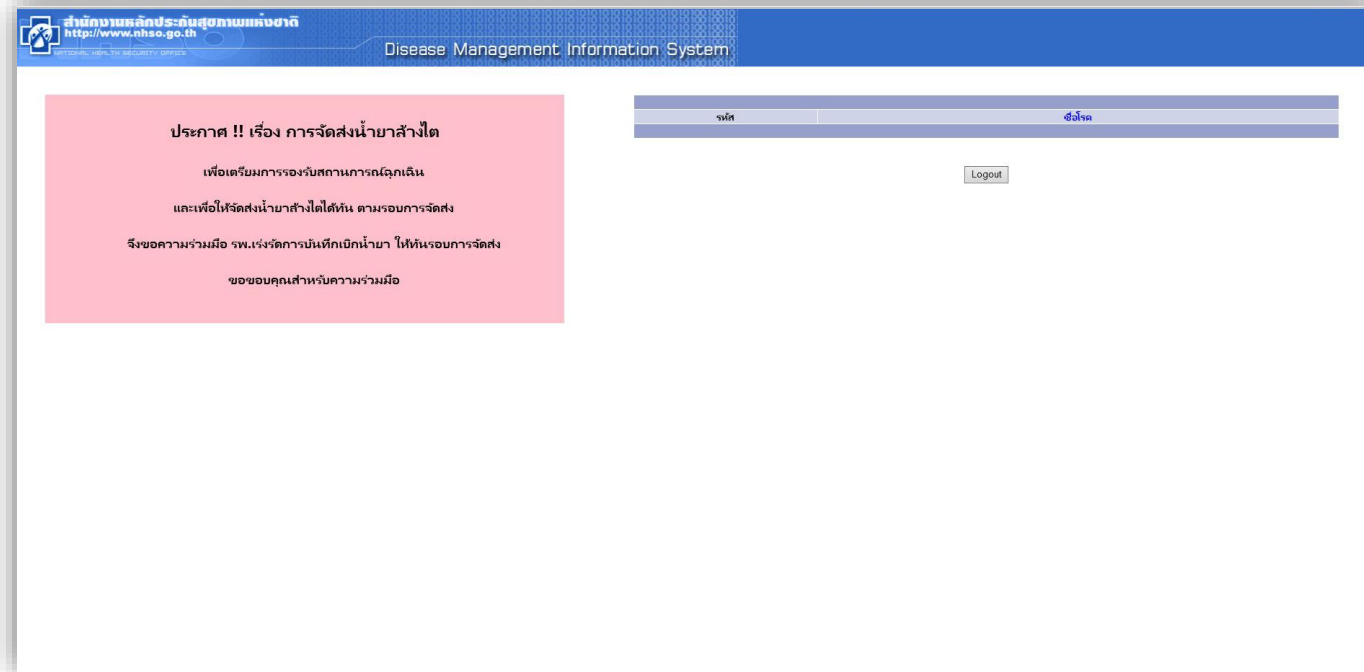 สำนักงานหลักประกันสุขภาพแห่งชาติ
http://www.nhso.go.th
NATIONAL HEALTH SECURITY OFFICE
Disease Management Information System
ประกาศ !! เรื่อง การจัดส่งน้ำยาล้างไต
เพื่อเตรียมการรองรับสถานการณ์ฉุกเฉิน
และเพื่อให้จัดส่งน้ำยาล้างไตได้ทัน ตามรอบการจัดส่ง
จึงขอความร่วมมือ รพ.เร่งรัดการบันทึกเบิกน้ำยา ให้ทันรอบการจัดส่ง
ขอขอบคุณสำหรับความร่วมมือ
รหัส ชื่อโรค
Logout